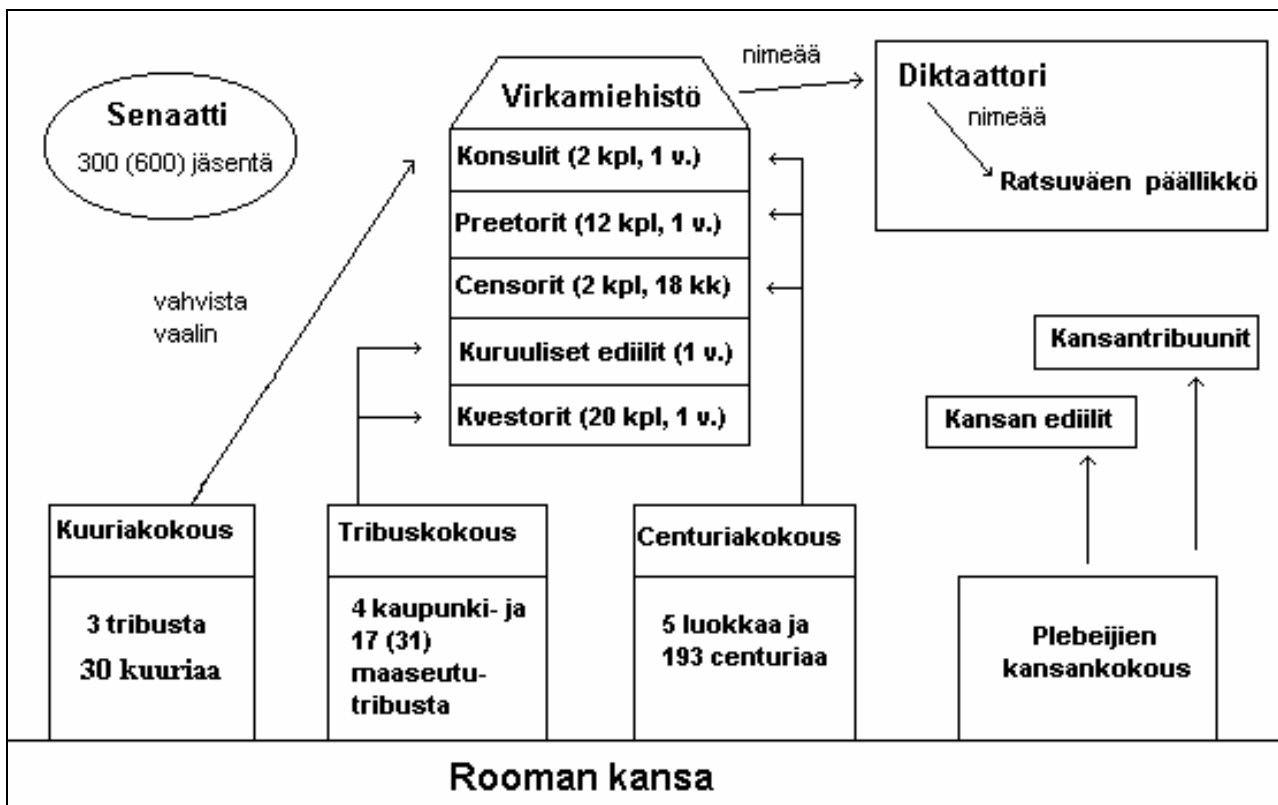 Senaatti
300 (600) jäsentä
Virkamiehistö
Konsulit (2 kpl, 1 v.)
Preetorit (12 kpl, 1 v.)
Censorit (2 kpl, 18 kk)
Kuruuliset ediilit (1 v.)
Kvestorit (20 kpl, 1 v.)
nimeää
Diktaattori
nimeää
Ratsuväen päällikkö
vahvista
vaalin
Kansantribuunit
Kansan ediilit
Kuuriakokous
3 tribusta
30 kuuriaa
Tribuskokous
4 kaupunki- ja
17 (31)
maaseutu-
tribusta
Centuriakokous
5 luokkaa ja
193 centuriaa
Plebeijien
kansankokous
Rooman kansa